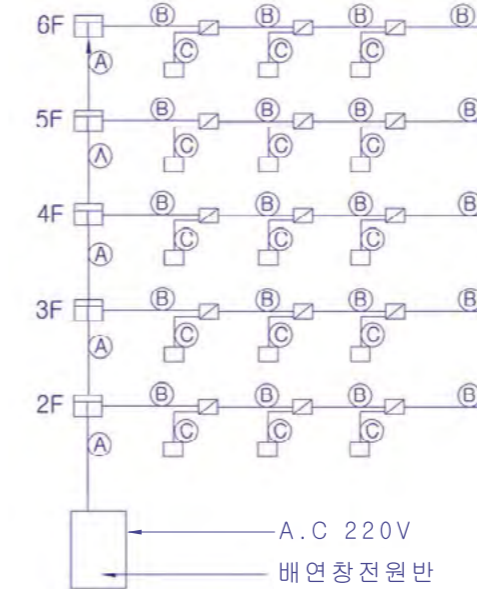 6F Ⓑ Ⓑ Ⓑ Ⓑ
Ⓐ Ⓒ Ⓒ Ⓒ
5F Ⓑ Ⓑ Ⓑ Ⓑ
Ⓐ Ⓒ Ⓒ Ⓒ
4F Ⓑ Ⓑ Ⓑ Ⓑ
Ⓐ Ⓒ Ⓒ Ⓒ
3F Ⓑ Ⓑ Ⓑ Ⓑ
Ⓐ Ⓒ Ⓒ Ⓒ
2F Ⓑ Ⓑ Ⓑ Ⓑ
Ⓐ Ⓒ Ⓒ Ⓒ
A.C 220V
배연창전원반